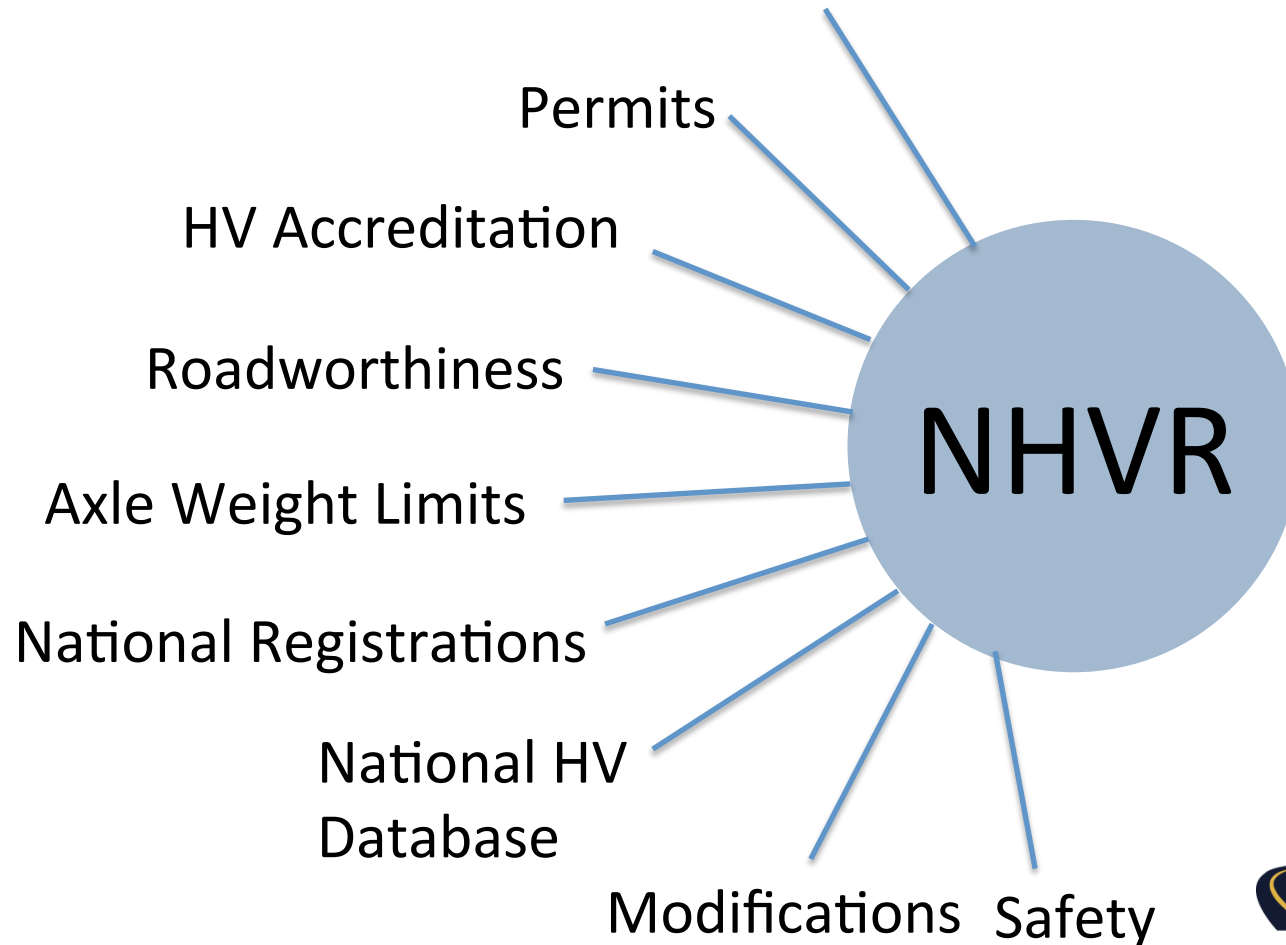 Permits
HV Accreditation
Roadworthiness
NHVR
Axle Weight Limits
National Registrations
National HV
Database
Modifications
Safety